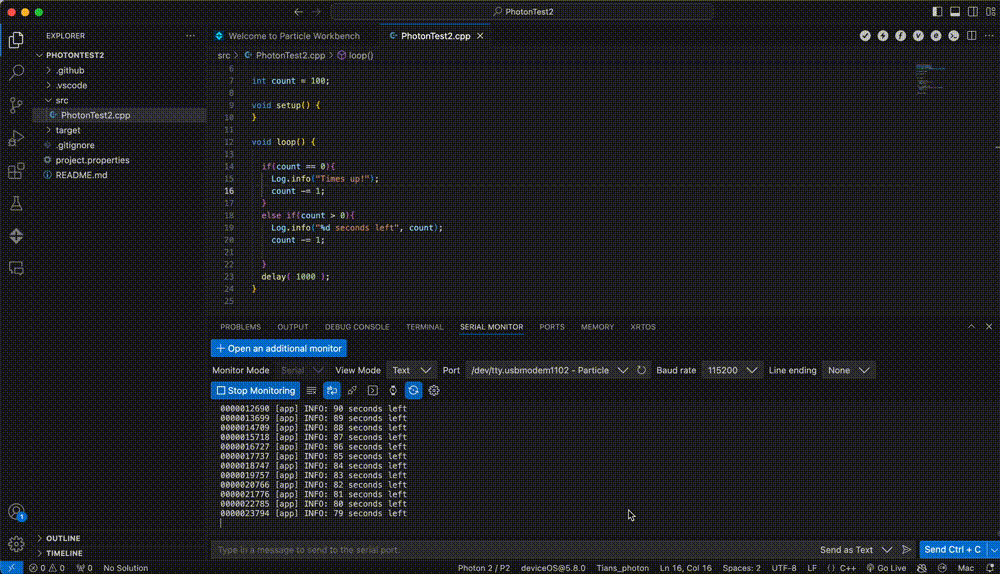 PhotonTest2
EXPLORER
PHOTONTEST2
.github
.vscode
src
PhotonTest2.cpp
target
.gitignore
project.properties
README.md
OUTLINE
TIMELINE
1
Welcome to Particle Workbench
PhotonTest2.cpp
src > PhotonTest2.cpp > loop()
6
7 int count = 100;
8
9 void setup() {
10 }
11
12 void loop() {
13
14 if(count == 0){
15 Log.info("Times up!");
16 count -= 1;
17 }
18 else if(count > 0){
19 Log.info("%d seconds left", count);
20 count -= 1;
21
22 }
23 delay( 1000 );
24 }
25
PROBLEMS OUTPUT DEBUG CONSOLE TERMINAL SERIAL MONITOR PORTS MEMORY XRTOS
+ Open an additional monitor
Monitor Mode Serial View Mode Text Port /dev/tty.usbmodem1102 - Particle Baud rate 115200 Line ending None
Stop Monitoring
0000012690 [app] INFO: 90 seconds left
0000013699 [app] INFO: 89 seconds left
0000014709 [app] INFO: 88 seconds left
0000015718 [app] INFO: 87 seconds left
0000016727 [app] INFO: 86 seconds left
0000017737 [app] INFO: 85 seconds left
0000018747 [app] INFO: 84 seconds left
0000019757 [app] INFO: 83 seconds left
0000020766 [app] INFO: 82 seconds left
0000021776 [app] INFO: 81 seconds left
0000022785 [app] INFO: 80 seconds left
0000023794 [app] INFO: 79 seconds left
Type in a message to send to the serial port.
Send as Text
Send Ctrl + C
0 0 0 No Solution Photon 2 / P2 deviceOS@5.8.0 Tians_photon Ln 16, Col 16 Spaces: 2 UTF-8 LF {} C++ Go Live Mac